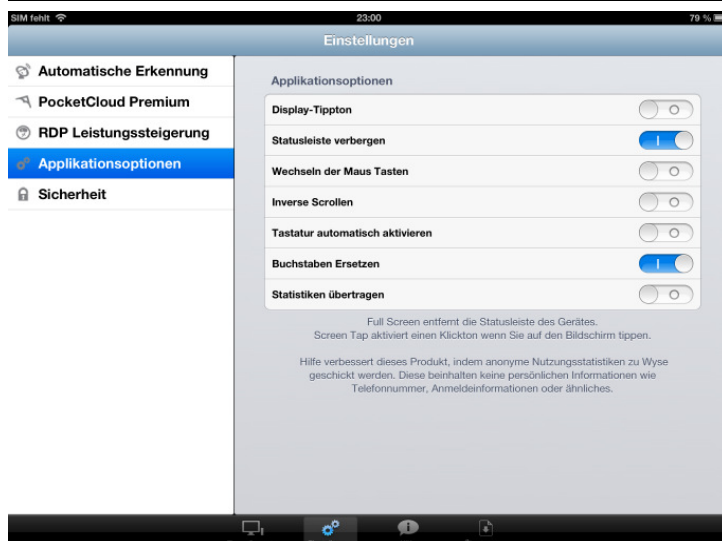 SIM fehlt
23:00
79 %
Einstellungen
Automatische Erkennung
PocketCloud Premium
RDP Leistungssteigerung
Applikationsoptionen
Sicherheit
Applikationsoptionen
Display-Tippton
Statusleiste verbergen
Wechseln der Maus Tasten
Inverse Scrollen
Tastatur automatisch aktivieren
Buchstaben Ersetzen
Statistiken übertragen
Full Screen entfernt die Statusleiste des Gerätes.
Screen Tap aktiviert einen Klickton wenn Sie auf den Bildschirm tippen.
Hilfe verbessert dieses Produkt, indem anonyme Nutzungsstatistiken zu Wyse
geschickt werden. Diese beinhalten keine persönlichen Informationen wie
Telefonnummer, Anmeldeinformationen oder ähnliches.